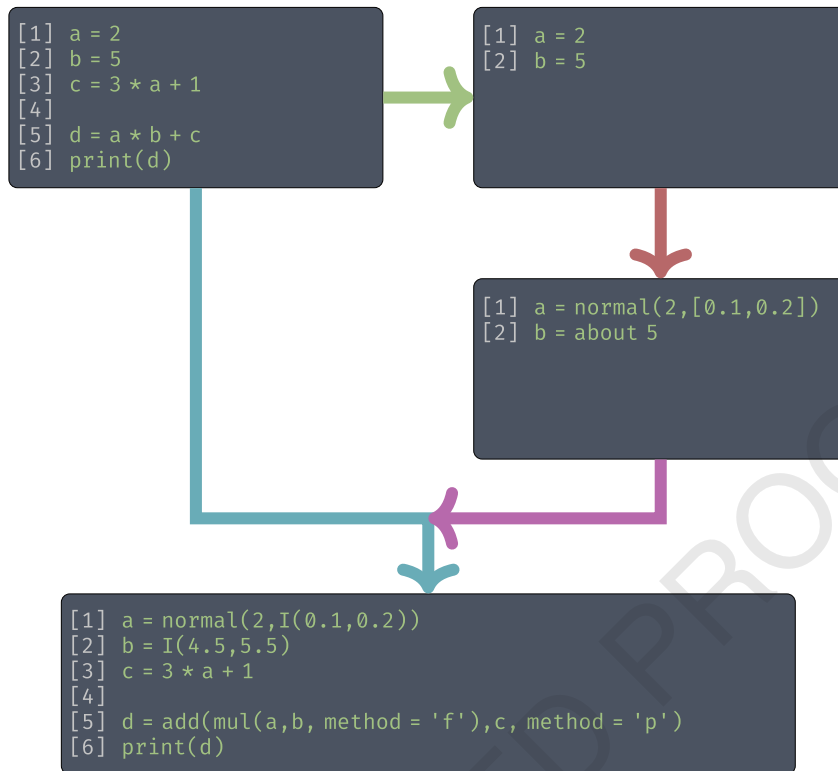 [1] a = 2
[2] b = 5
[3] c = 3 * a + 1
[4]
[5] d = a * b + c
[6] print(d)
[1] a = 2
[2] b = 5
[1] a = normal(2,[0.1,0.2])
[2] b = about 5
[1] a = normal(2,I(0.1,0.2))
[2] b = I(4.5,5.5)
[3] c = 3 * a + 1
[4]
[5] d = add(mul(a,b, method = 'f'),c, method = 'p')
[6] print(d)